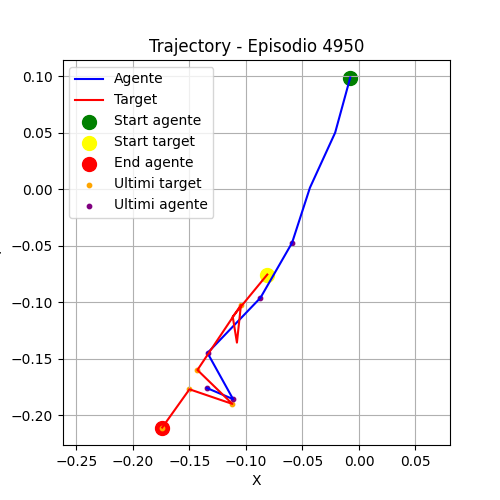 Trajectory - Episodio 4950
Agente
Target
Start agente
Start target
End agente
Ultimi target
Ultimi agente
0.10
0.05
0.00
−0.05
−0.10
−0.15
−0.20
−0.25 −0.20 −0.15 −0.10 −0.05 0.00 0.05
X